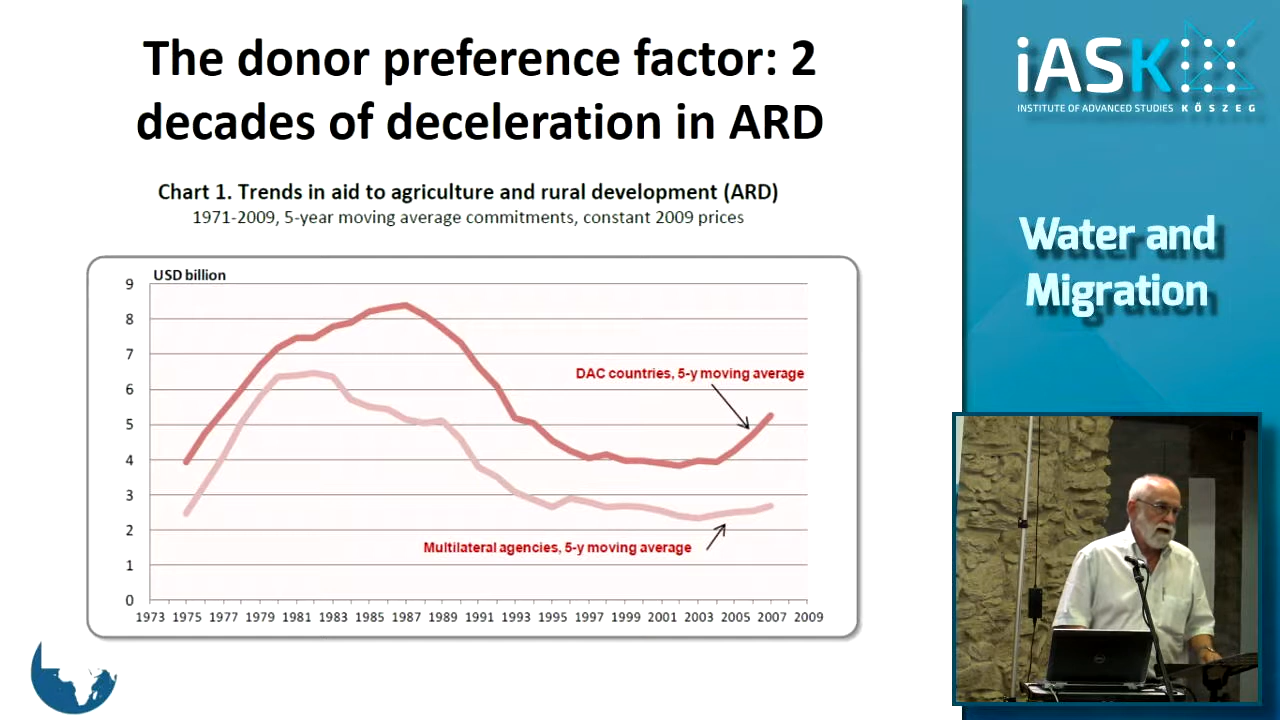 The donor preference factor: 2
decades of deceleration in ARD
Chart 1. Trends in aid to agriculture and rural development (ARD)
1971-2009, 5-year moving average commitments, constant 2009 prices
USD billion
9
8
7
6
5
4
3
2
1
0
DAC countries, 5-y moving average
Multilateral agencies, 5-y moving average
1973 1975 1977 1979 1981 1983 1985 1987 1989 1991 1993 1995 1997 1999 2001 2003 2005 2007 2009
iASK
INSTITUTE OF ADVANCED STUDIES KŐSZEG
Water and
Migration